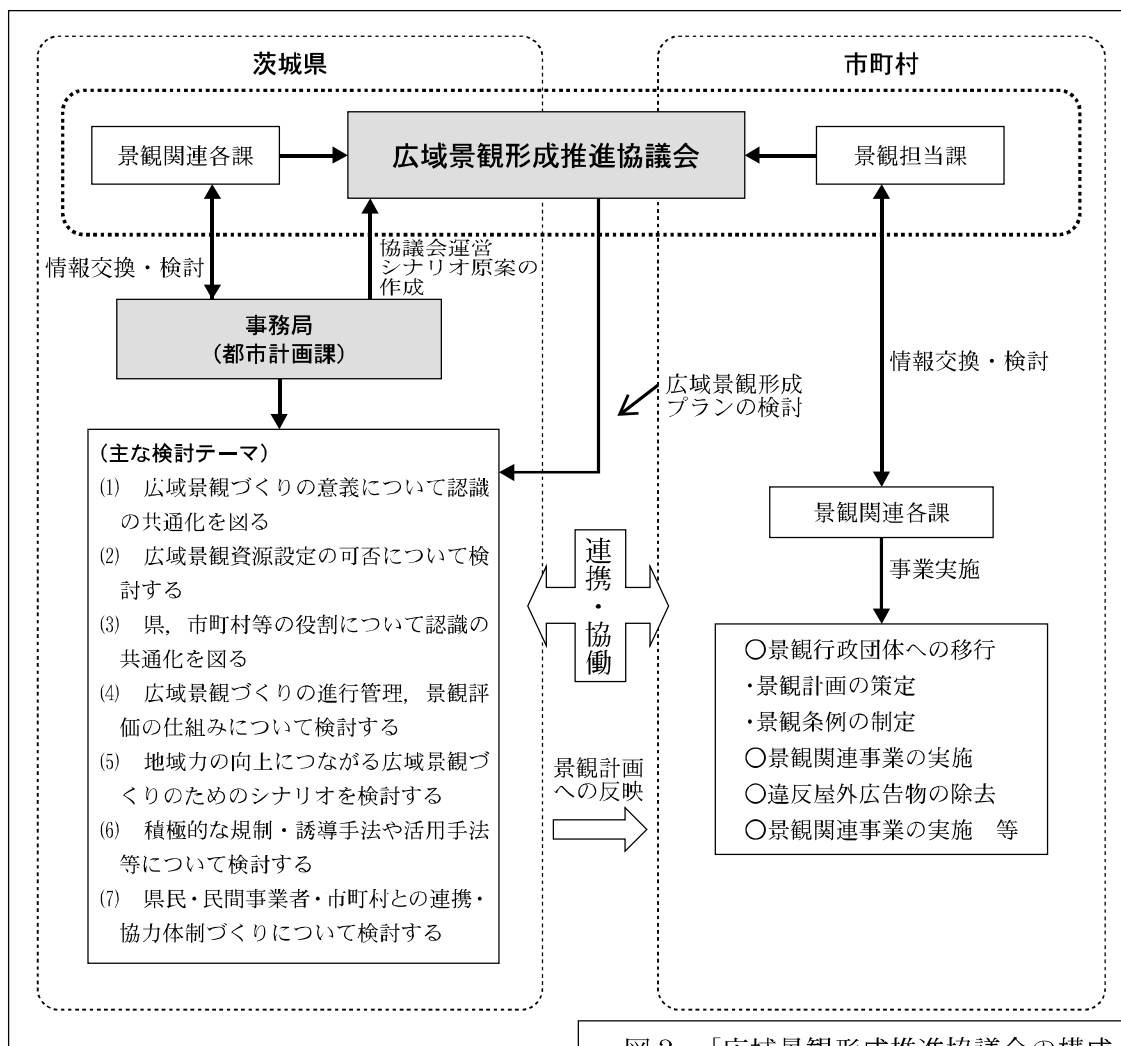 茨城県
市町村
景観関連各課
広域景観形成推進協議会
景観担当課
情報交換・検討
協議会運営
シナリオ原案の
作成
事務局
(都市計画課)
広域景観形成
プランの検討
情報交換・検討
(主な検討テーマ)
⑴ 広域景観づくりの意義について認識
の共通化を図る
⑵ 広域景観資源設定の可否について検
討する
⑶ 県，市町村等の役割について認識の
共通化を図る
⑷ 広域景観づくりの進行管理，景観評
価の仕組みについて検討する
⑸ 地域力の向上につながる広域景観づ
くりのためのシナリオを検討する
⑹ 積極的な規制・誘導手法や活用手法
等について検討する
⑺ 県民・民間事業者・市町村との連携・
協力体制づくりについて検討する
連携・協働
景観計画
への反映
景観関連各課
事業実施
○景観行政団体への移行
・景観計画の策定
・景観条例の制定
○景観関連事業の実施
○違反屋外広告物の除去
○景観関連事業の実施 等
図2 「広域景観形成推進協議会の構成